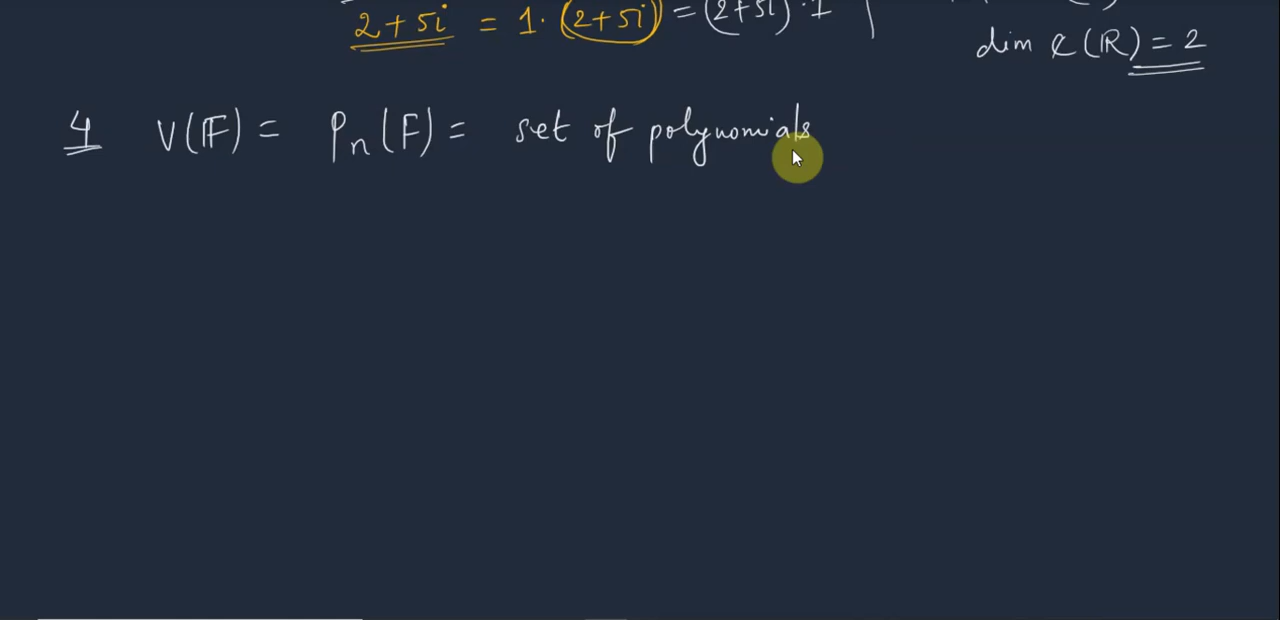 2+5i = 1·(2+5i) = (2+5i)·1
dim ℂ(ℝ) = 2
4 V(𝔽) = Pn(F) = set of polynomials